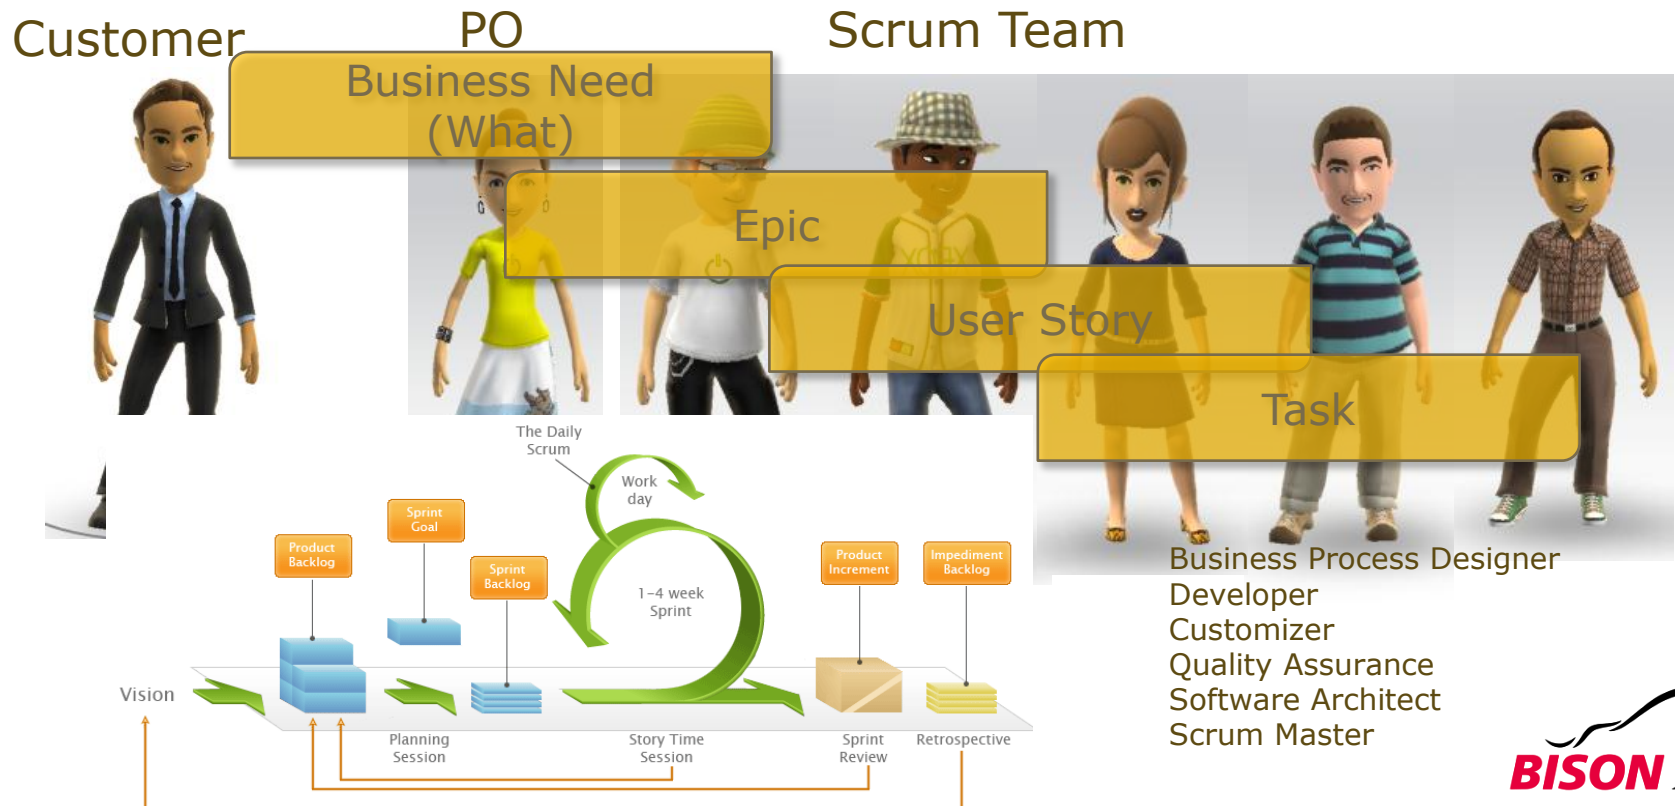 Customer
PO
Scrum Team
Business Need
(What)
Epic
User Story
Task
The Daily
Scrum
Work
day
Sprint
Goal
Product
Backlog
Sprint
Backlog
1-4 week
Sprint
Product
Increment
Impediment
Backlog
Vision
Planning
Session
Story Time
Session
Sprint
Review
Retrospective
Business Process Designer
Developer
Customizer
Quality Assurance
Software Architect
Scrum Master
BISON